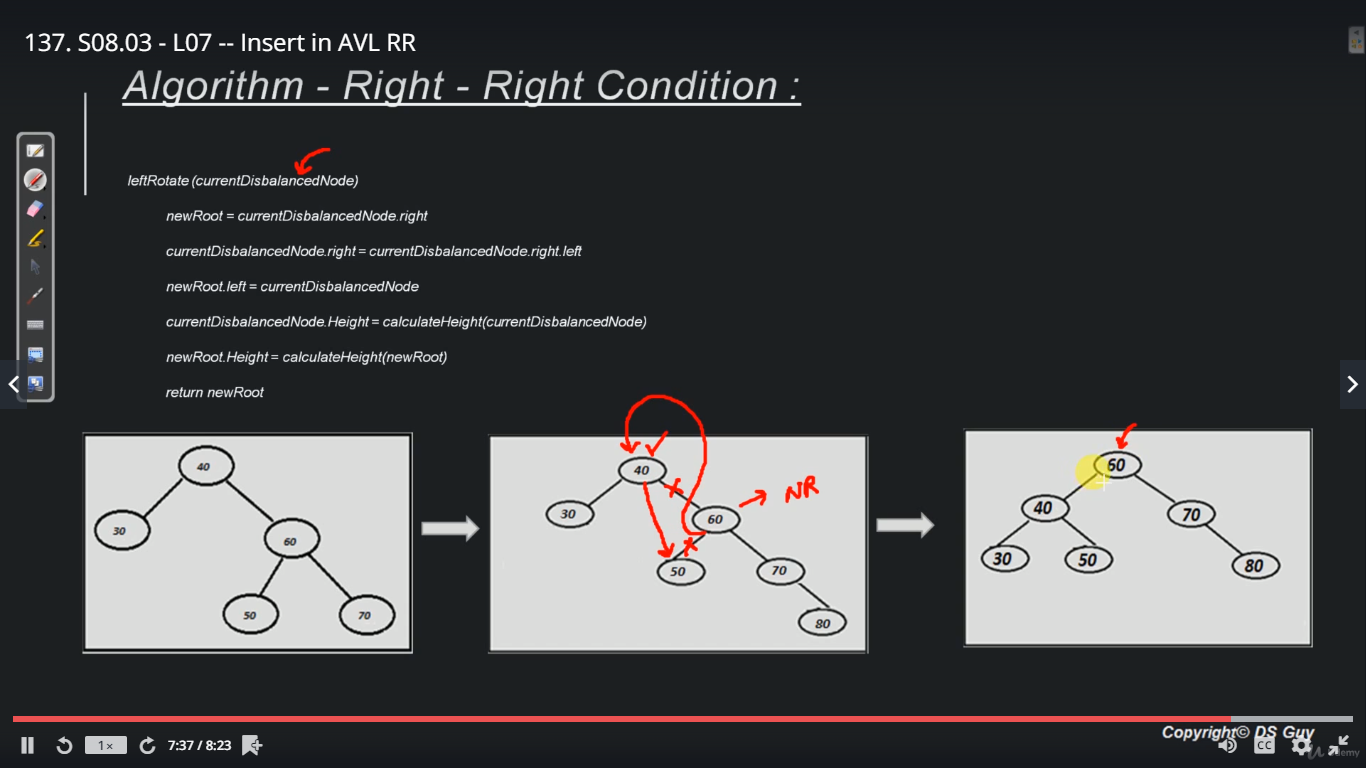 137. S08.03 - L07 -- Insert in AVL RR
Algorithm - Right - Right Condition :
leftRotate (currentDisbalancedNode)
newRoot = currentDisbalancedNode.right
currentDisbalancedNode.right = currentDisbalancedNode.right.left
newRoot.left = currentDisbalancedNode
currentDisbalancedNode.Height = calculateHeight(currentDisbalancedNode)
newRoot.Height = calculateHeight(newRoot)
return newRoot
40
30
60
50
70
40
30
60
NR
50
70
80
60
40
70
30
50
80
Copyright© DS Guy
1×
7:37 / 8:23
CC